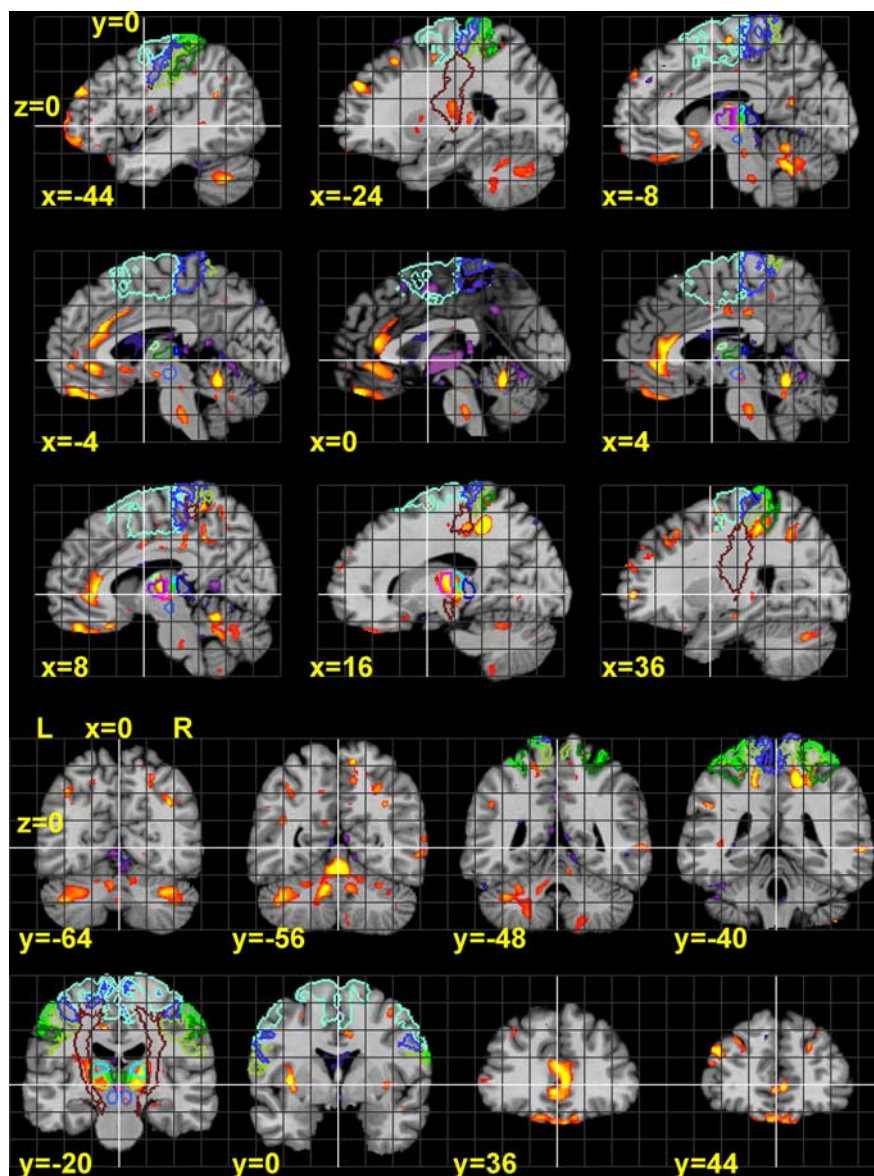 y=0
z=0
x=-44
x=-24
x=-8
x=-4
x=0
x=4
x=8
x=16
x=36
L x=0 R
z=0
y=-64
y=-56
y=-48
y=-40
y=-20
y=0
y=36
y=44